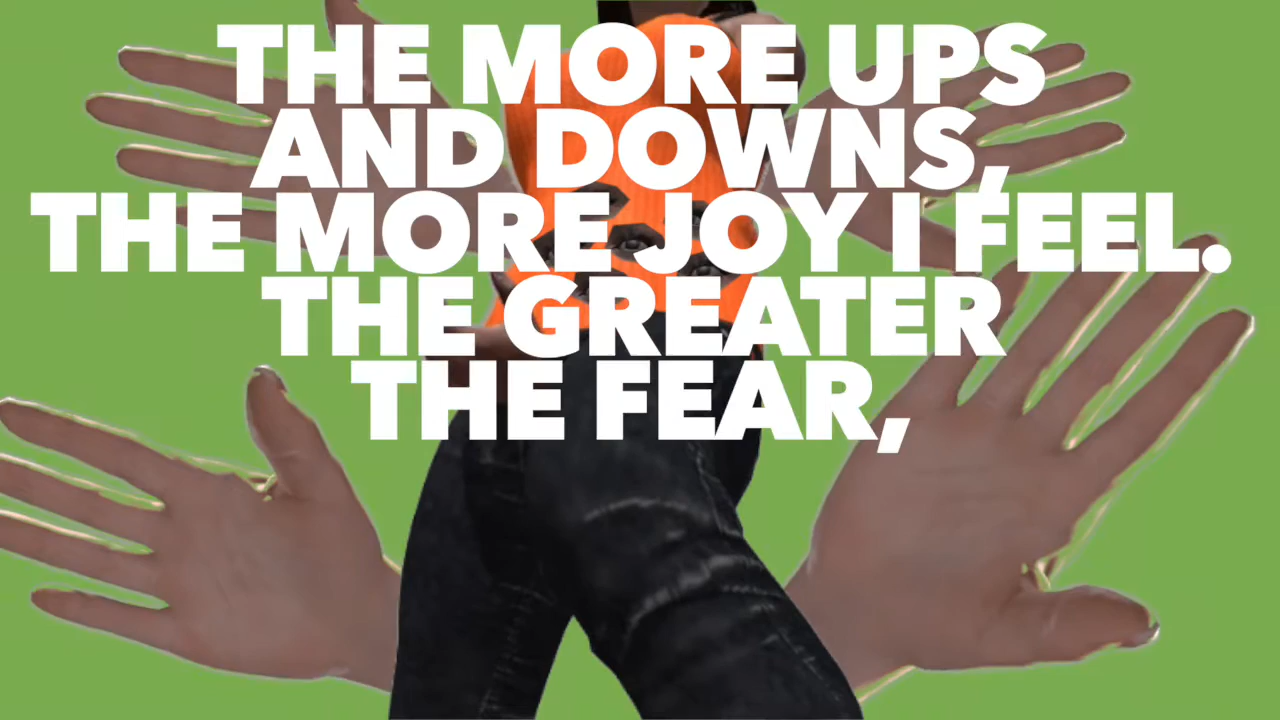 THE MORE UPS
AND DOWNS,
THE MORE JOY I FEEL.
THE GREATER
THE FEAR,